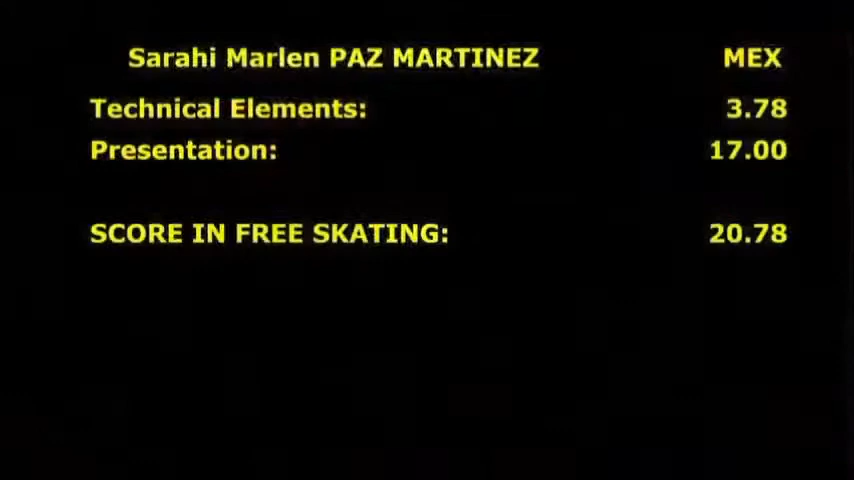 Sarahi Marlen PAZ MARTINEZ MEX
Technical Elements: 3.78
Presentation: 17.00
SCORE IN FREE SKATING: 20.78